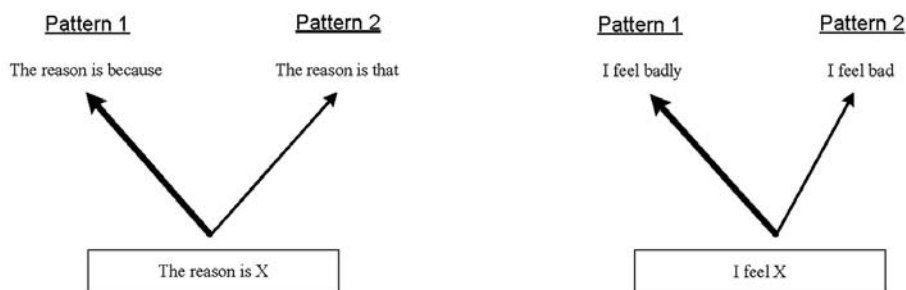 Pattern 1
Pattern 2
The reason is because
The reason is that
The reason is X
Pattern 1
Pattern 2
I feel badly
I feel bad
I feel X